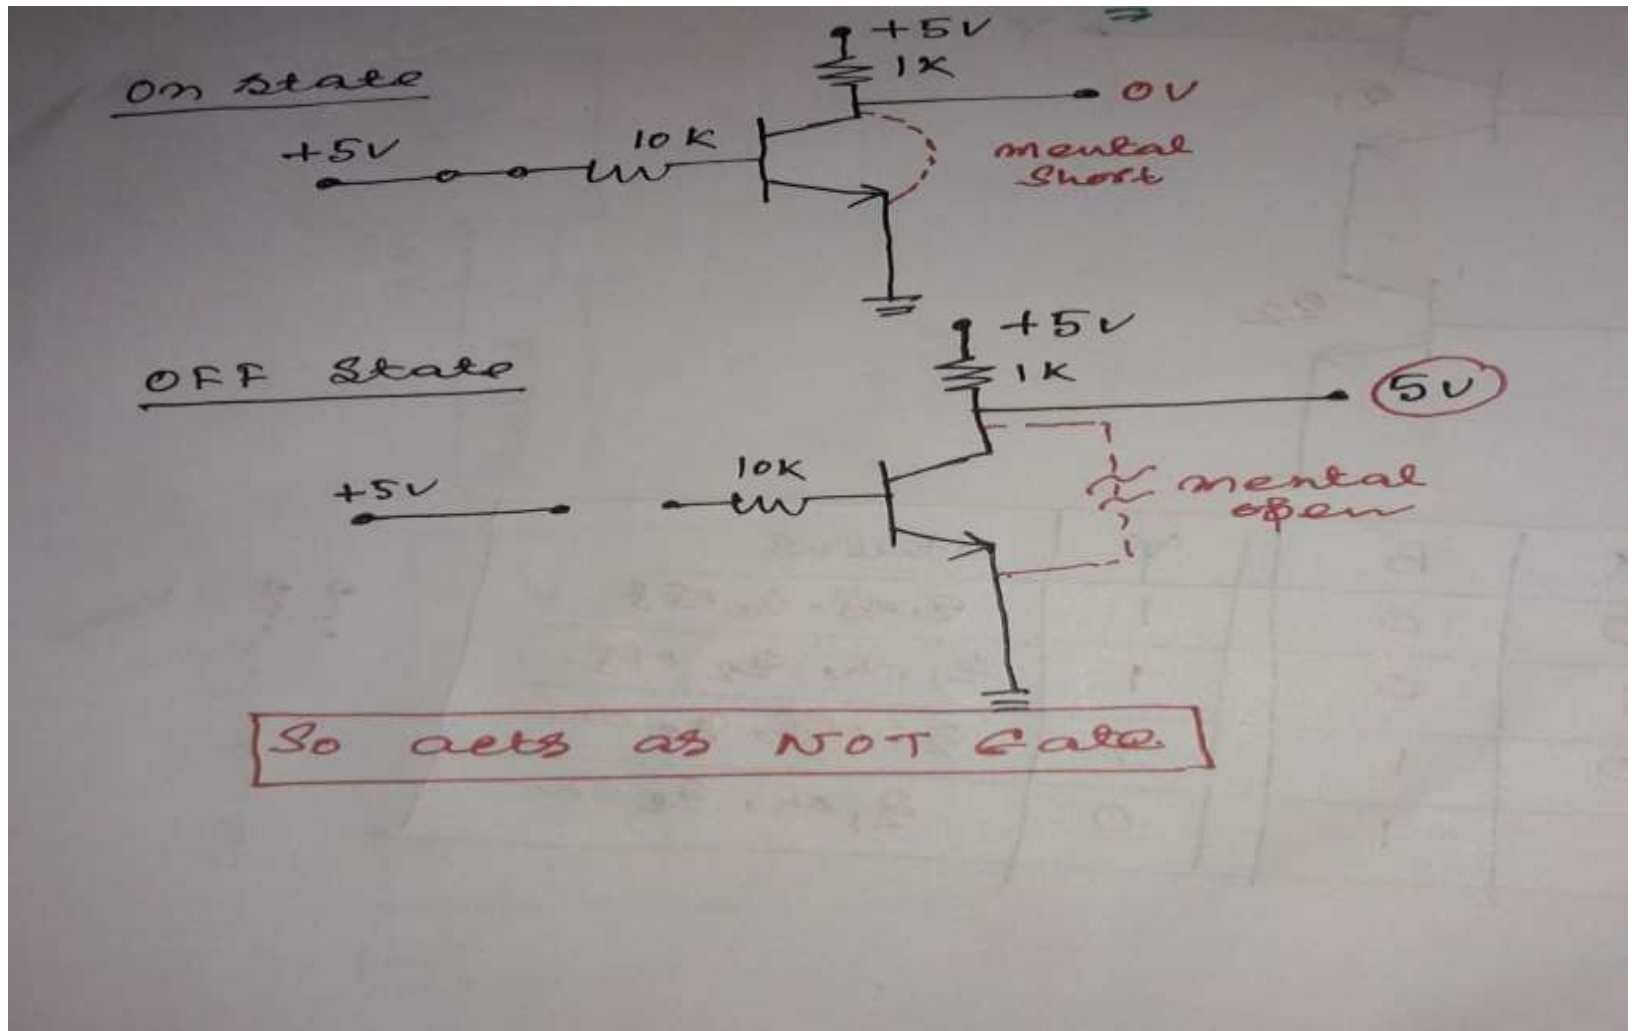 +5V
1K
On State
0V
10K
+5V
mental
Short
+5V
OFF State
1K
5V
10K
+5V
mental
open
So acts as NOT Gate.